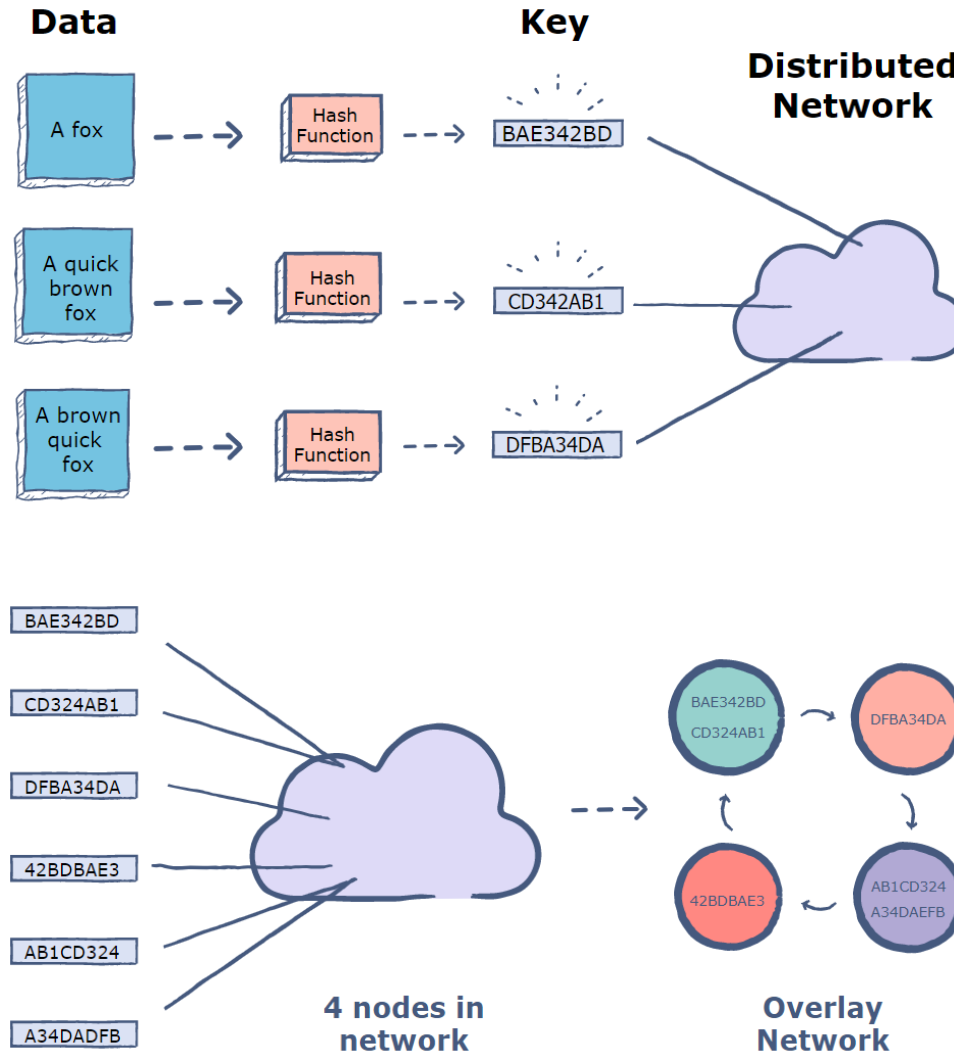 Data
Key
Distributed
Network
A fox
Hash
Function
BAE342BD
A quick
brown
fox
Hash
Function
CD342AB1
A brown
quick
fox
Hash
Function
DFBA34DA
BAE342BD
CD324AB1
DFBA34DA
42BDBAE3
AB1CD324
A34DADFB
4 nodes in
network
BAE342BD
CD324AB1
DFBA34DA
42BDBAE3
AB1CD324
A34DAEFB
Overlay
Network